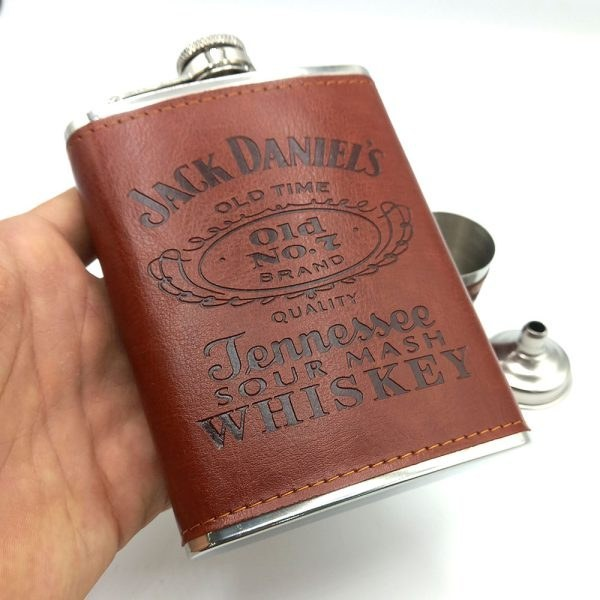 JACK DANIEL'S
OLD TIME
Old
No. 7
BRAND
QUALITY
Tennessee
SOUR MASH
WHISKEY